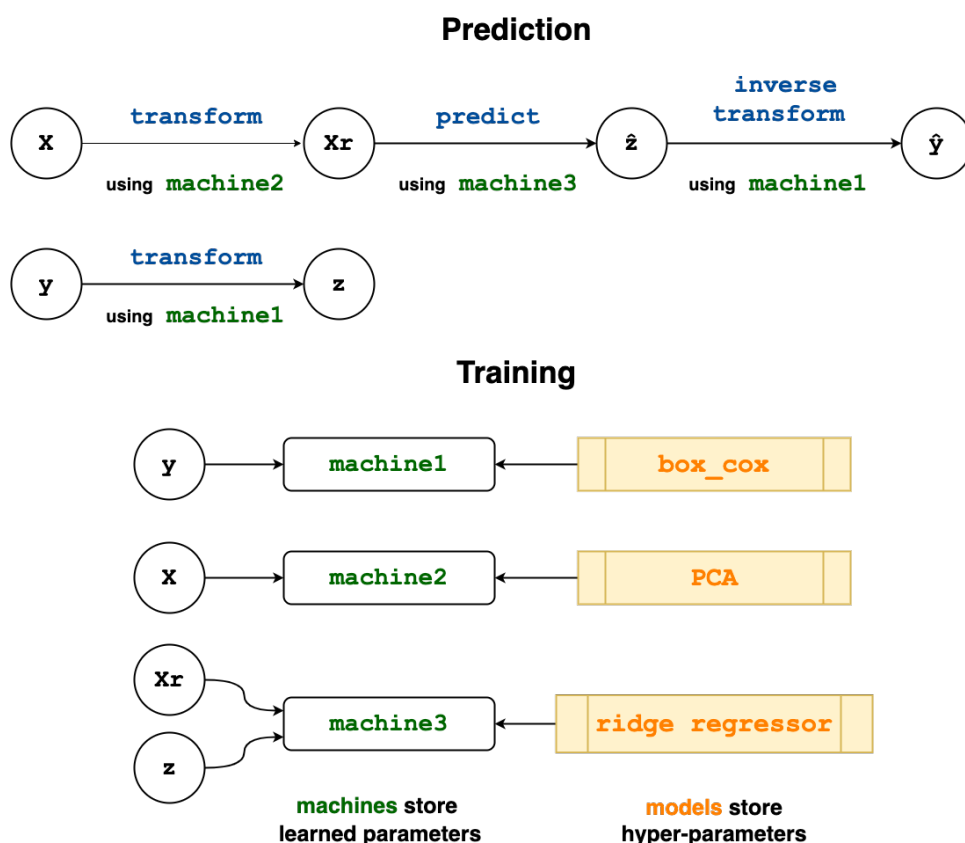 Prediction
inverse
transform predict transform
X Xr ẑ ŷ
using machine2 using machine3 using machine1
transform
y z
using machine1
Training
y machine1 box_cox
X machine2 PCA
Xr
machine3 ridge regressor
z
machines store models store
learned parameters hyper-parameters